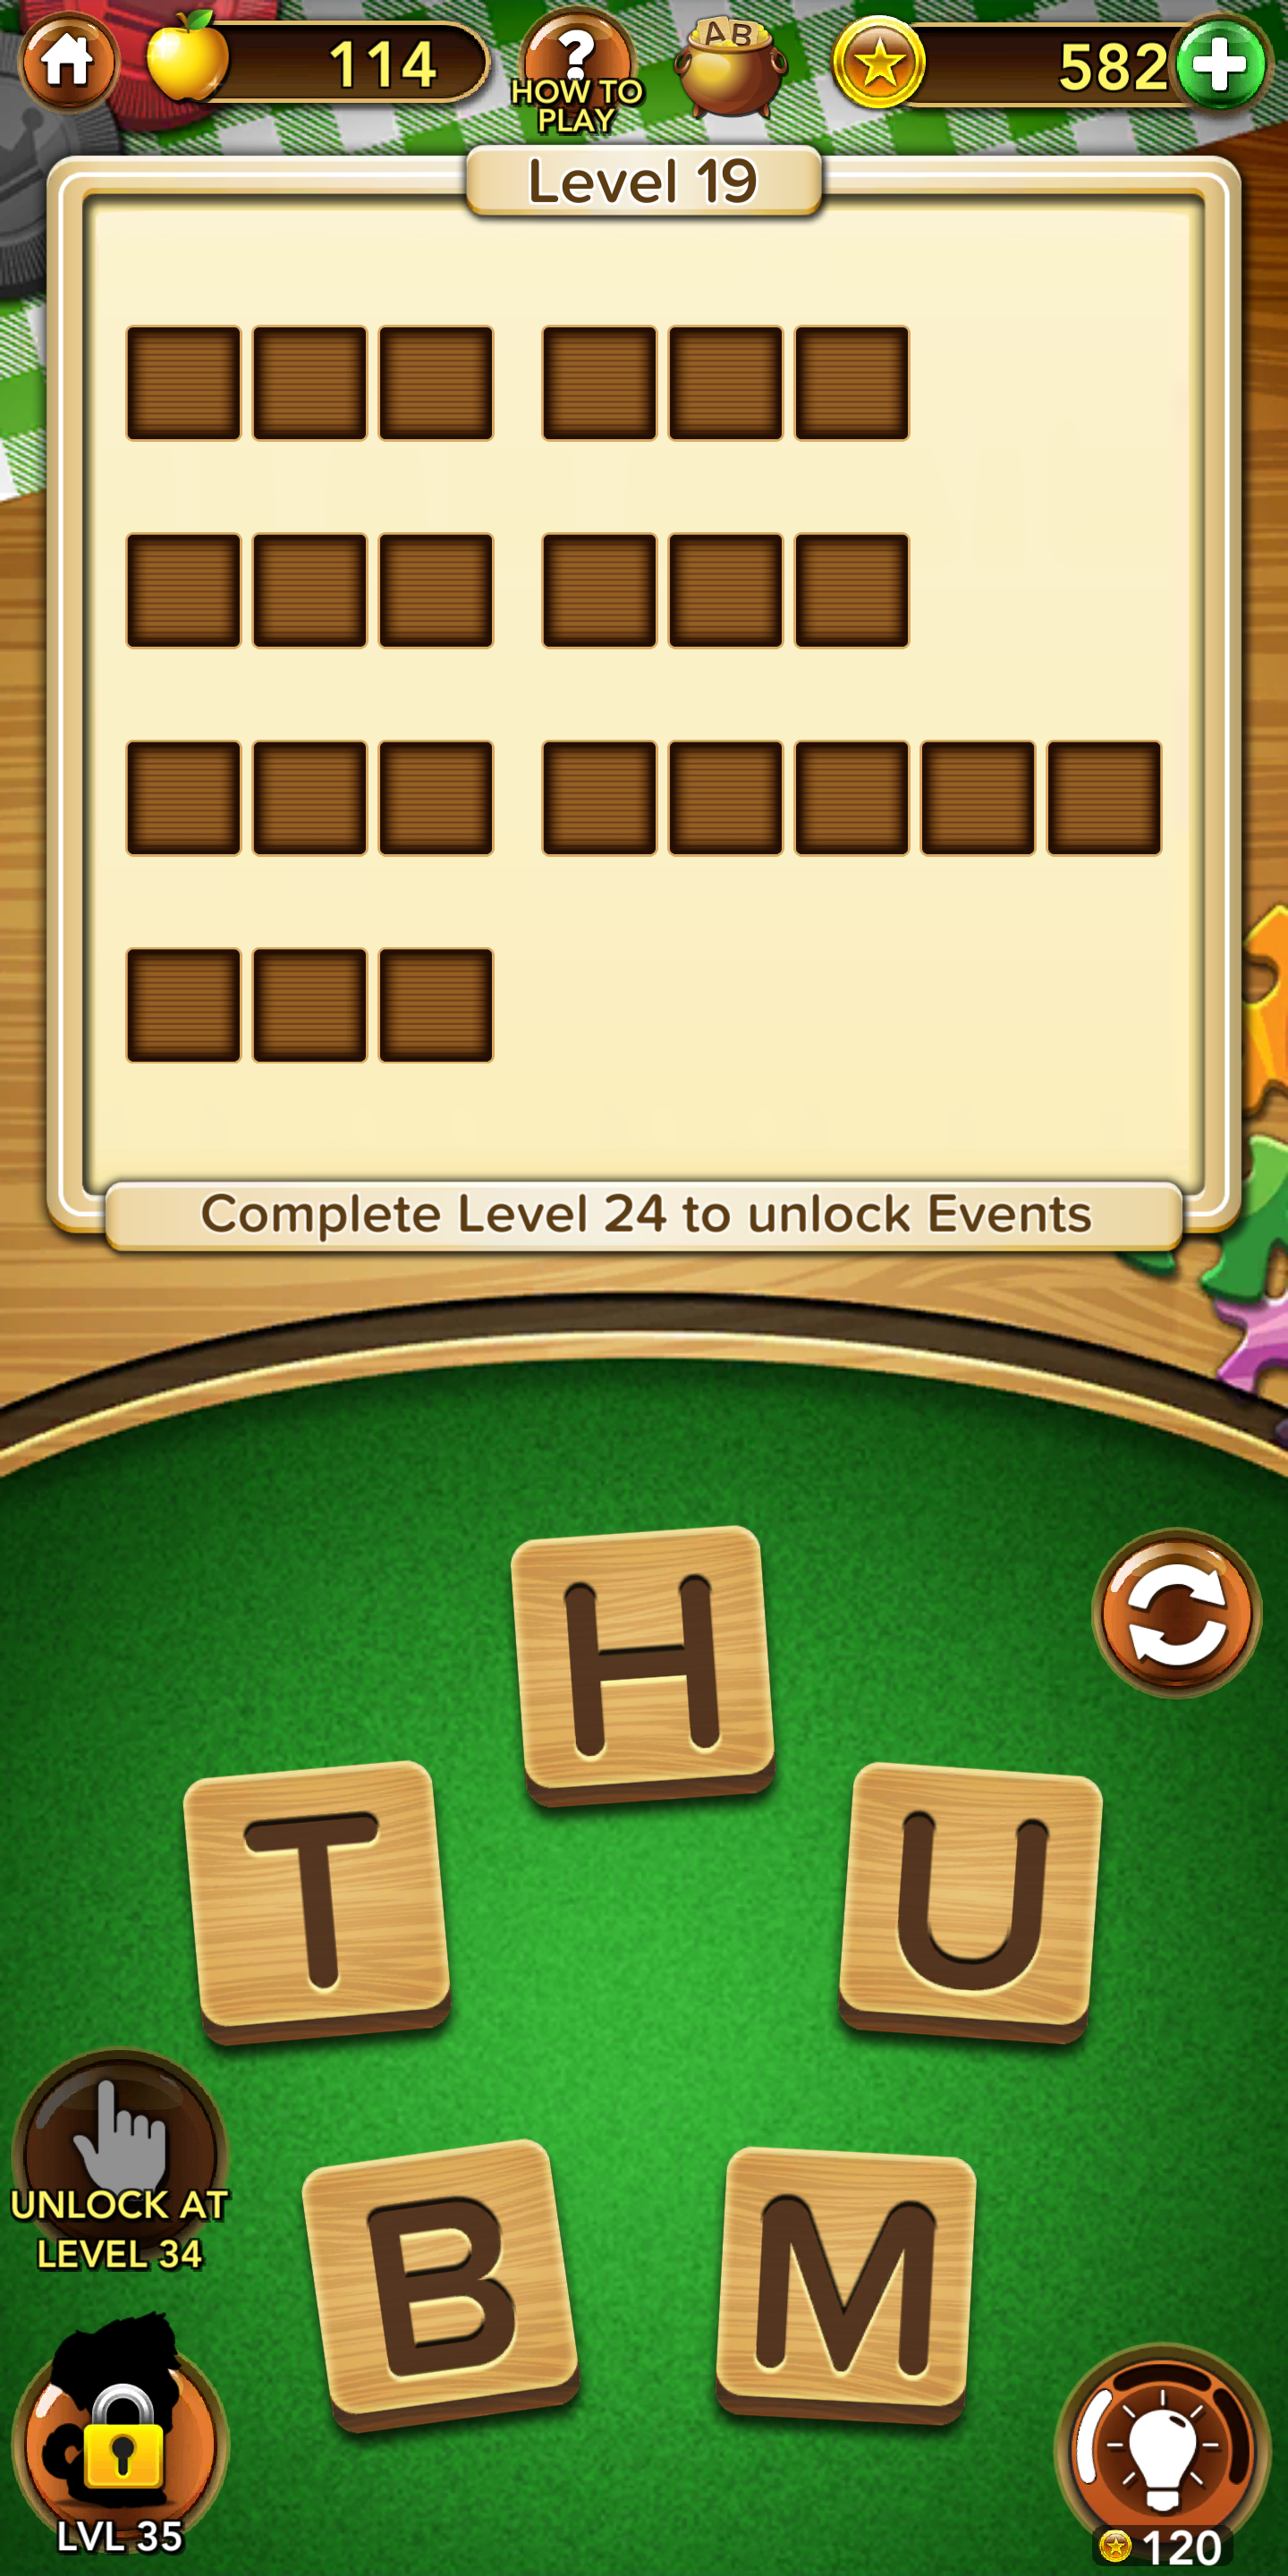 114
?
HOW TO
PLAY
AB
582
Level 19
Complete Level 24 to unlock Events
H
T
U
B
M
UNLOCK AT
LEVEL 34
LVL 35
120